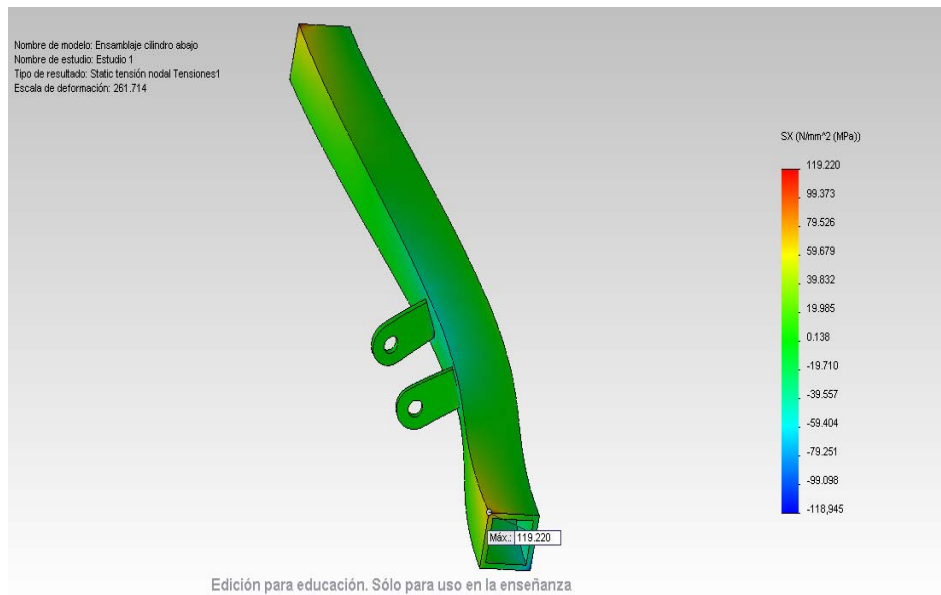 Nombre de modelo: Ensamblaje cilindro abajo
Nombre de estudio: Estudio 1
Tipo de resultado: Static tensión nodal Tensiones1
Escala de deformación: 261.714
SX (N/mm^2 (MPa))
119.220
99.373
79.526
59.679
39.832
19.985
0.138
-19.710
-39.557
-59.404
-79.251
-99.098
-118,945
Máx.: 119.220
Edición para educación. Sólo para uso en la enseñanza